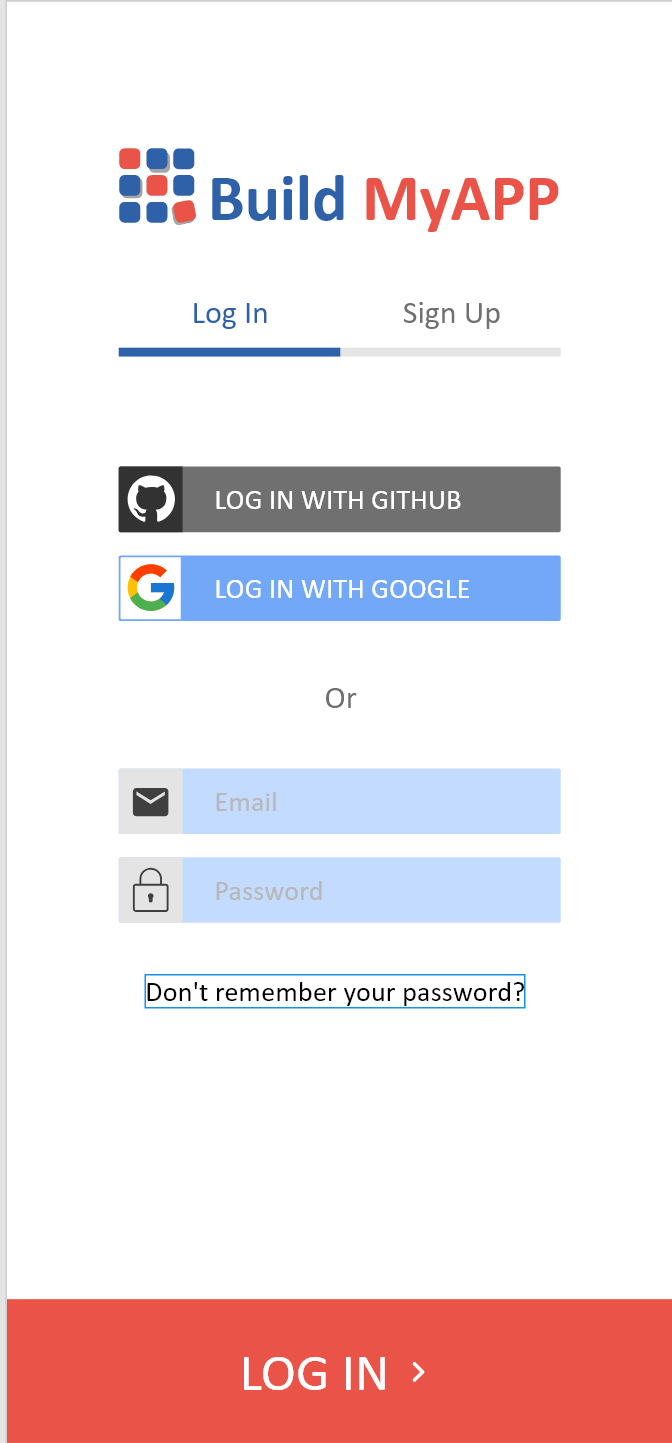 Build MyAPP
Log In Sign Up
LOG IN WITH GITHUB
LOG IN WITH GOOGLE
Or
Email
Password
Don't remember your password?
LOG IN >